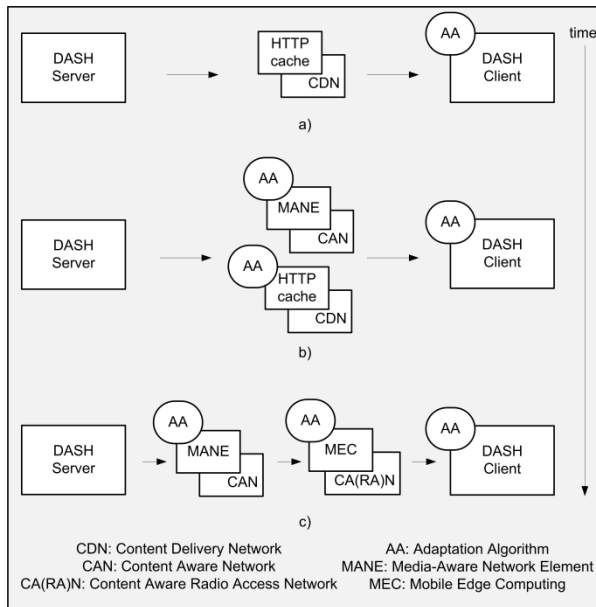 AA
time
HTTP
cache
DASH
Server
CDN
DASH
Client
a)
AA
MANE
CAN
AA
DASH
Server
AA
HTTP
cache
CDN
DASH
Client
b)
AA
AA
AA
DASH
Server
MANE
CAN
MEC
CA(RA)N
DASH
Client
c)
CDN: Content Delivery Network
CAN: Content Aware Network
CA(RA)N: Content Aware Radio Access Network
AA: Adaptation Algorithm
MANE: Media-Aware Network Element
MEC: Mobile Edge Computing